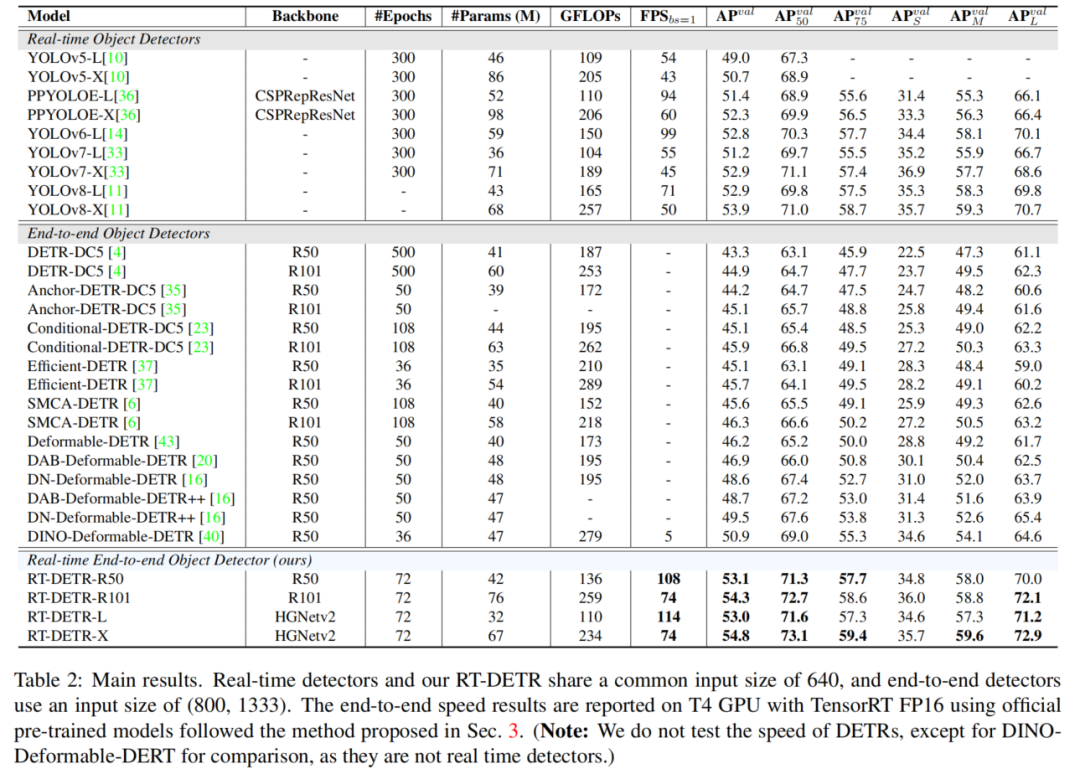 Model Backbone #Epochs #Params (M) GFLOPs FPS_{bs=1} AP^{val} AP^{val}_{50} AP^{val}_{75} AP^{val}_{S} AP^{val}_{M} AP^{val}_{L}
Real-time Object Detectors
YOLOv5-L[10] - 300 46 109 54 49.0 67.3 - - - -
YOLOv5-X[10] - 300 86 205 43 50.7 68.9 - - - -
PPYOLOE-L[36] CSPRepResNet 300 52 110 94 51.4 68.9 55.6 31.4 55.3 66.1
PPYOLOE-X[36] CSPRepResNet 300 98 206 60 52.3 69.9 56.5 33.3 56.3 66.4
YOLOv6-L[14] - 300 59 150 99 52.8 70.3 57.7 34.4 58.1 70.1
YOLOv7-L[33] - 300 36 104 55 51.2 69.7 55.5 35.2 55.9 66.7
YOLOv7-X[33] - 300 71 189 45 52.9 71.1 57.4 36.9 57.7 68.6
YOLOv8-L[11] - - 43 165 71 52.9 69.8 57.5 35.3 58.3 69.8
YOLOv8-X[11] - - 68 257 50 53.9 71.0 58.7 35.7 59.3 70.7
End-to-end Object Detectors
DETR-DC5 [4] R50 500 41 187 - 43.3 63.1 45.9 22.5 47.3 61.1
DETR-DC5 [4] R101 500 60 253 - 44.9 64.7 47.7 23.7 49.5 62.3
Anchor-DETR-DC5 [35] R50 50 39 172 - 44.2 64.7 47.5 24.7 48.2 60.6
Anchor-DETR-DC5 [35] R101 50 - - - 45.1 65.7 48.8 25.8 49.4 61.6
Conditional-DETR-DC5 [23] R50 108 44 195 - 45.1 65.4 48.5 25.3 49.0 62.2
Conditional-DETR-DC5 [23] R101 108 63 262 - 45.9 66.8 49.5 27.2 50.3 63.3
Efficient-DETR [37] R50 36 35 210 - 45.1 63.1 49.1 28.3 48.4 59.0
Efficient-DETR [37] R101 36 54 289 - 45.7 64.1 49.5 28.2 49.1 60.2
SMCA-DETR [6] R50 108 40 152 - 45.6 65.5 49.1 25.9 49.3 62.6
SMCA-DETR [6] R101 108 58 218 - 46.3 66.6 50.2 27.2 50.5 63.2
Deformable-DETR [43] R50 50 40 173 - 46.2 65.2 50.0 28.8 49.2 61.7
DAB-Deformable-DETR [20] R50 50 48 195 - 46.9 66.0 50.8 30.1 50.4 62.5
DN-Deformable-DETR [16] R50 50 48 195 - 48.6 67.4 52.7 31.0 52.0 63.7
DAB-Deformable-DETR++ [16] R50 50 47 - - 48.7 67.2 53.0 31.4 51.6 63.9
DN-Deformable-DETR++ [16] R50 50 47 - - 49.5 67.6 53.8 31.3 52.6 65.4
DINO-Deformable-DETR [40] R50 36 47 279 5 50.9 69.0 55.3 34.6 54.1 64.6
Real-time End-to-end Object Detector (ours)
RT-DETR-R50 R50 72 42 136 108 53.1 71.3 57.7 34.8 58.0 70.0
RT-DETR-R101 R101 72 76 259 74 54.3 72.7 58.6 36.0 58.8 72.1
RT-DETR-L HGNetv2 72 32 110 114 53.0 71.6 57.3 34.6 57.3 71.2
RT-DETR-X HGNetv2 72 67 234 74 54.8 73.1 59.4 35.7 59.6 72.9
Table 2: Main results. Real-time detectors and our RT-DETR share a common input size of 640, and end-to-end detectors
use an input size of (800, 1333). The end-to-end speed results are reported on T4 GPU with TensorRT FP16 using official
pre-trained models followed the method proposed in Sec. 3. (Note: We do not test the speed of DETRs, except for DINO-
Deformable-DERT for comparison, as they are not real time detectors.)